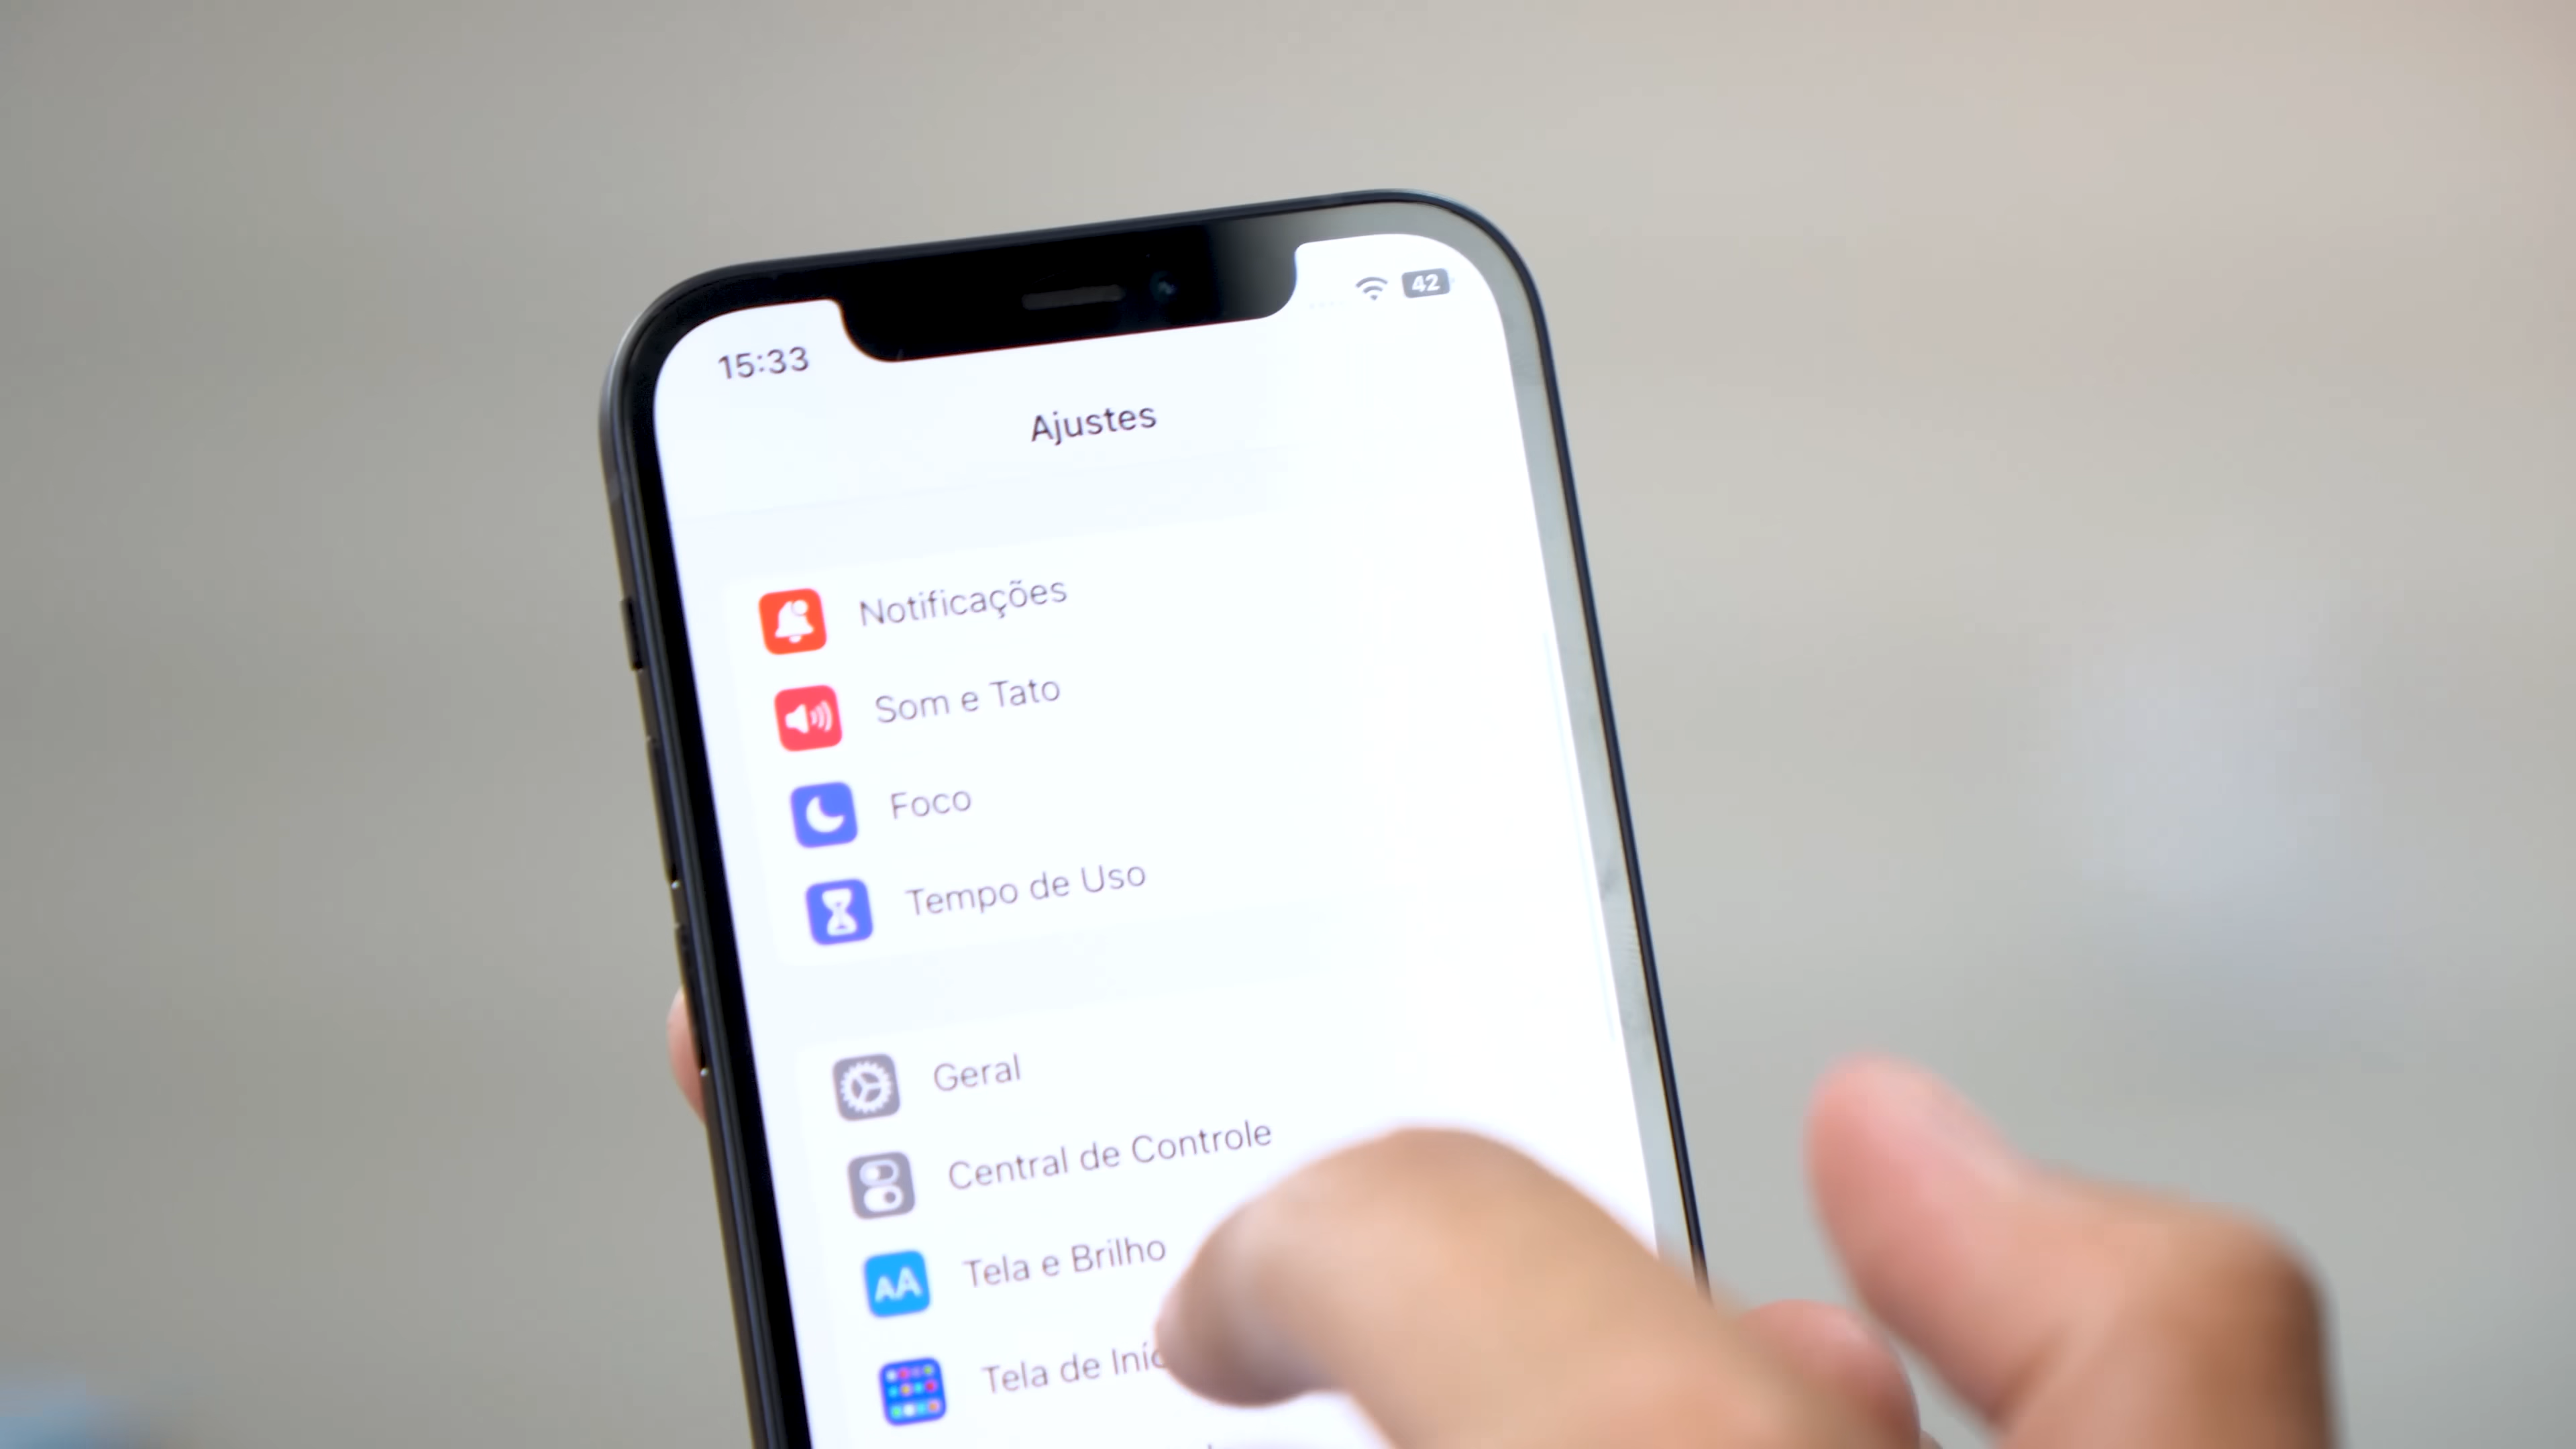 15:33
42
Ajustes
Notificações
Som e Tato
Foco
Tempo de Uso
Geral
Central de Controle
AA Tela e Brilho
Tela de